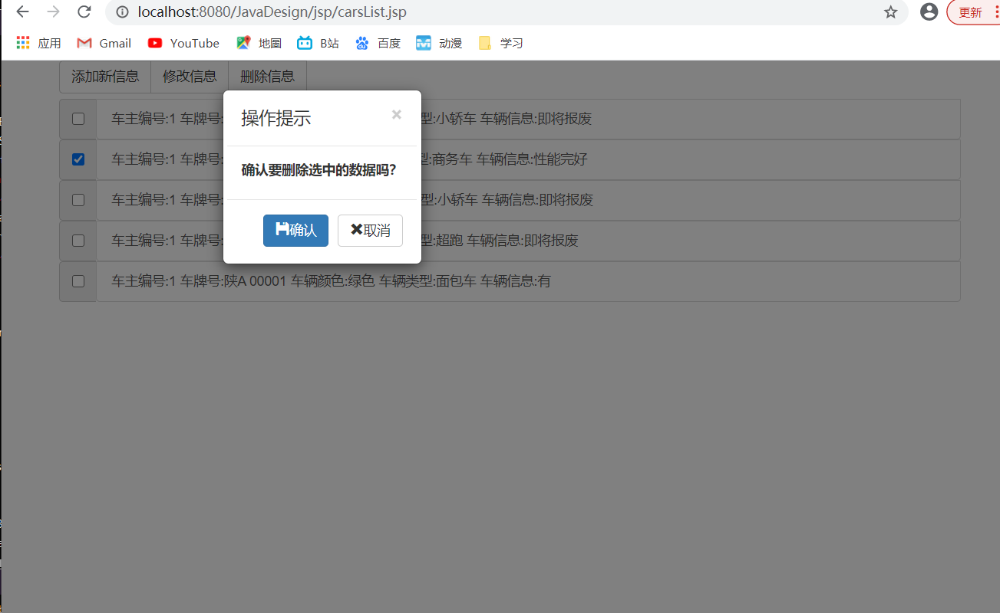 localhost:8080/JavaDesign/jsp/carsList.jsp 更新
应用 Gmail YouTube 地圖 B站 百度 动漫 学习
添加新信息 修改信息 删除信息
操作提示 ×
确认要删除选中的数据吗?
确认 取消
车主编号:1 车牌号: 型:小轿车 车辆信息:即将报废
车主编号:1 车牌号: 型:商务车 车辆信息:性能完好
车主编号:1 车牌号: 型:小轿车 车辆信息:即将报废
车主编号:1 车牌号: 型:超跑 车辆信息:即将报废
车主编号:1 车牌号:陕A 00001 车辆颜色:绿色 车辆类型:面包车 车辆信息:有